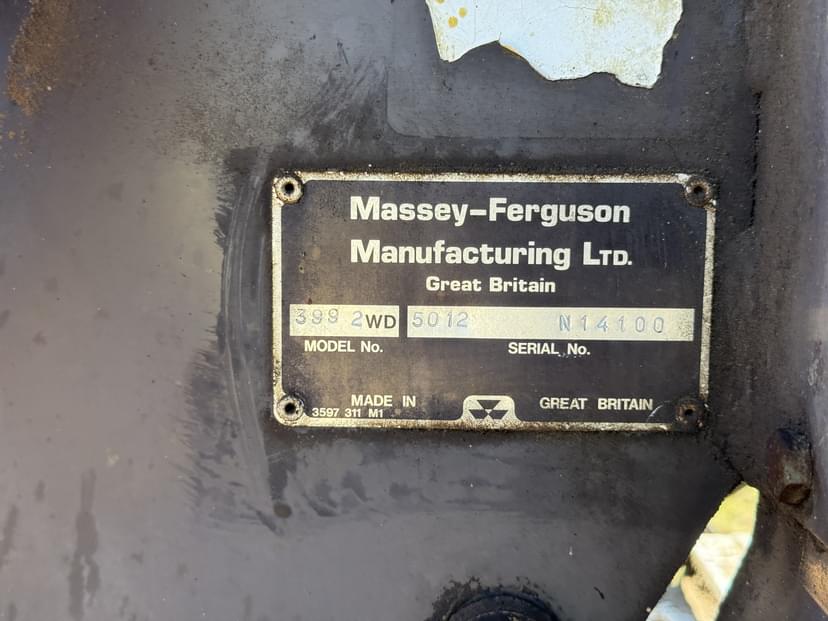 Massey-Ferguson
Manufacturing LTD.
Great Britain
399 2WD 5012 N14100
MODEL No. SERIAL No.
MADE IN GREAT BRITAIN
3597 311 M1